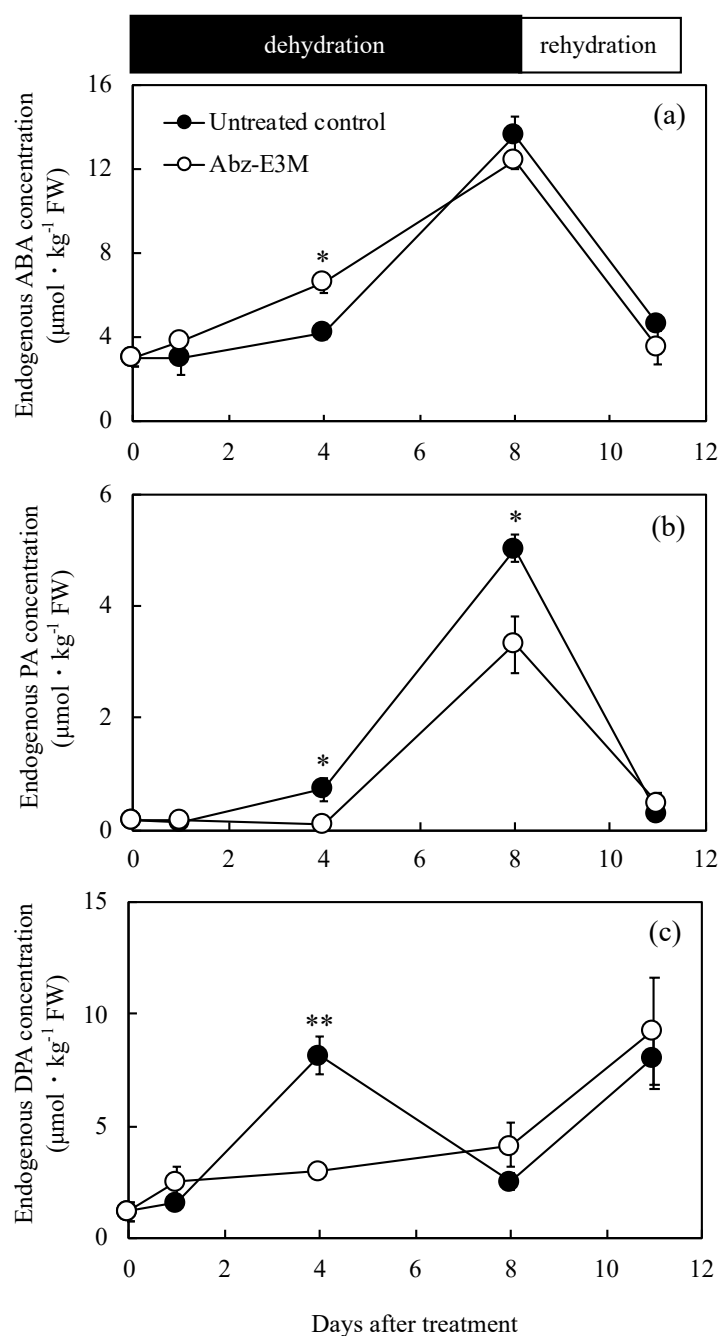 dehydration rehydration
16
(a)
Untreated control
Abz-E3M
12
8
4
0
*
Endogenous ABA concentration
(μmol・kg-1 FW)
0 2 4 6 8 10 12
6
(b)
4
2
0
*
*
Endogenous PA concentration
(μmol・kg-1 FW)
0 2 4 6 8 10 12
15
(c)
10
5
0
**
Endogenous DPA concentration
(μmol・kg-1 FW)
0 2 4 6 8 10 12
Days after treatment